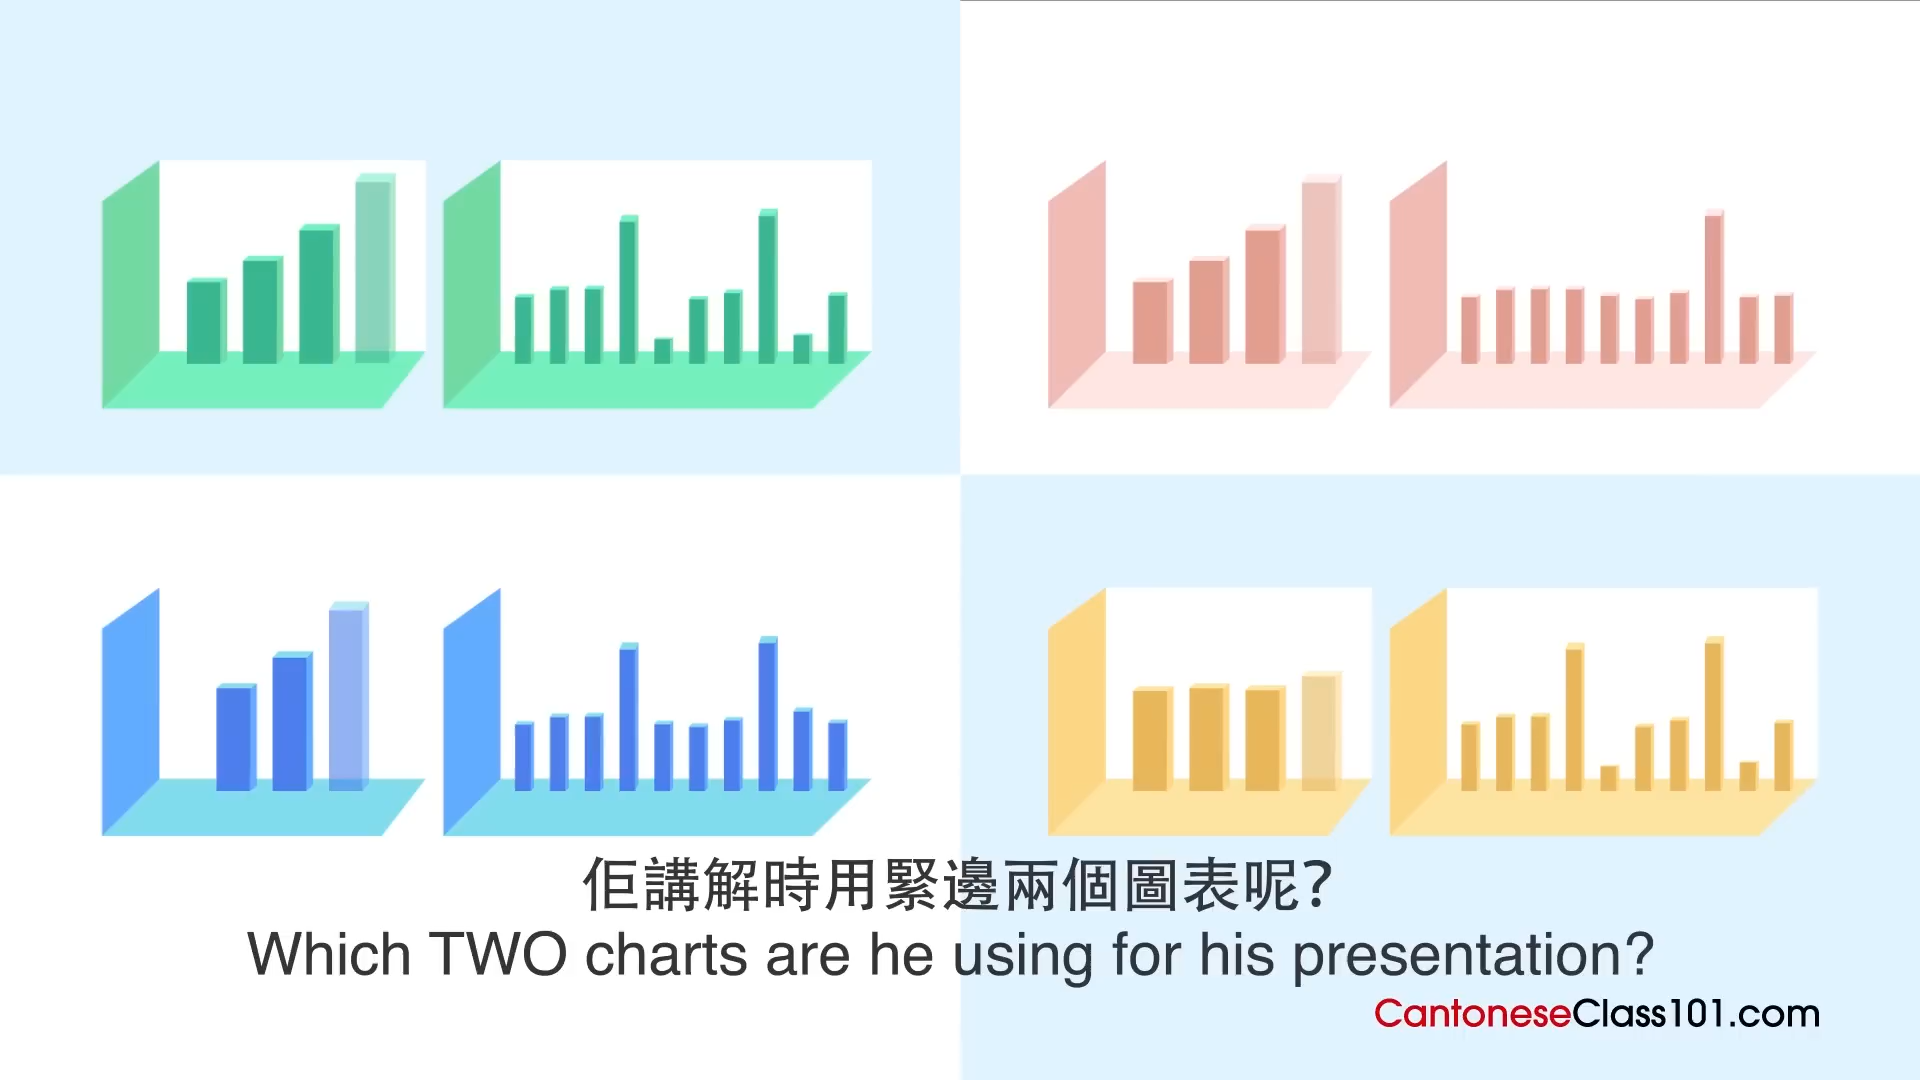 佢講解時用緊邊兩個圖表呢？
Which TWO charts are he using for his presentation?
CantoneseClass101.com